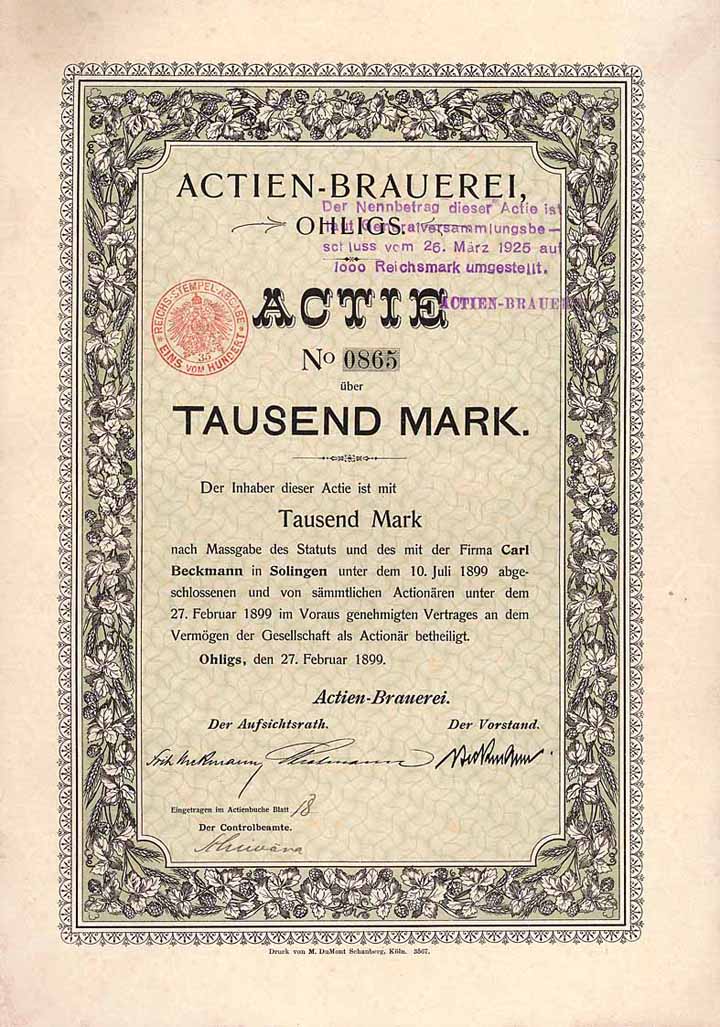 ACTIEN-BRAUEREI,
OHLIGS.
Der Nennbetrag dieser Actie ist
laut Generalversammlungsbe-
schluss vom 26. März 1925 auf
1000 Reichsmark umgestellt.
ACTIEN-BRAUE
REICHS-STEMPEL-ABGABE
35
EINS VOM HUNDERT
ACTIE
No 0865
über
TAUSEND MARK.
Der Inhaber dieser Actie ist mit
Tausend Mark
nach Massgabe des Statuts und des mit der Firma Carl
Beckmann in Solingen unter dem 10. Juli 1899 abge-
schlossenen und von sämmtlichen Actionären unter dem
27. Februar 1899 im Voraus genehmigten Vertrages an dem
Vermögen der Gesellschaft als Actionär betheiligt.
Ohligs, den 27. Februar 1899.
Actien-Brauerei.
Der Aufsichtsrath. Der Vorstand.
Eingetragen im Actienbuche Blatt 18
Der Controlbeamte.
Druck von M. DuMont Schauberg, Köln. 3567.